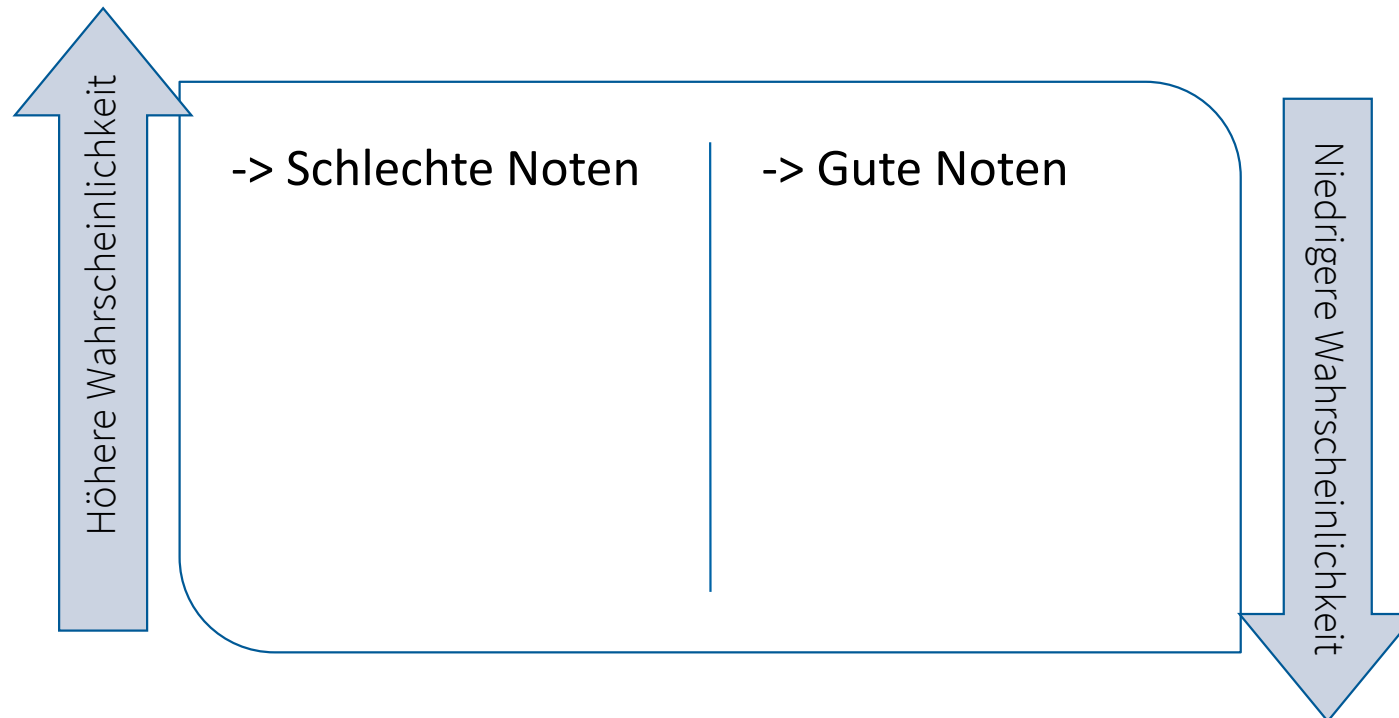 Höhere Wahrscheinlichkeit
-> Schlechte Noten
-> Gute Noten
Niedrigere Wahrscheinlichkeit